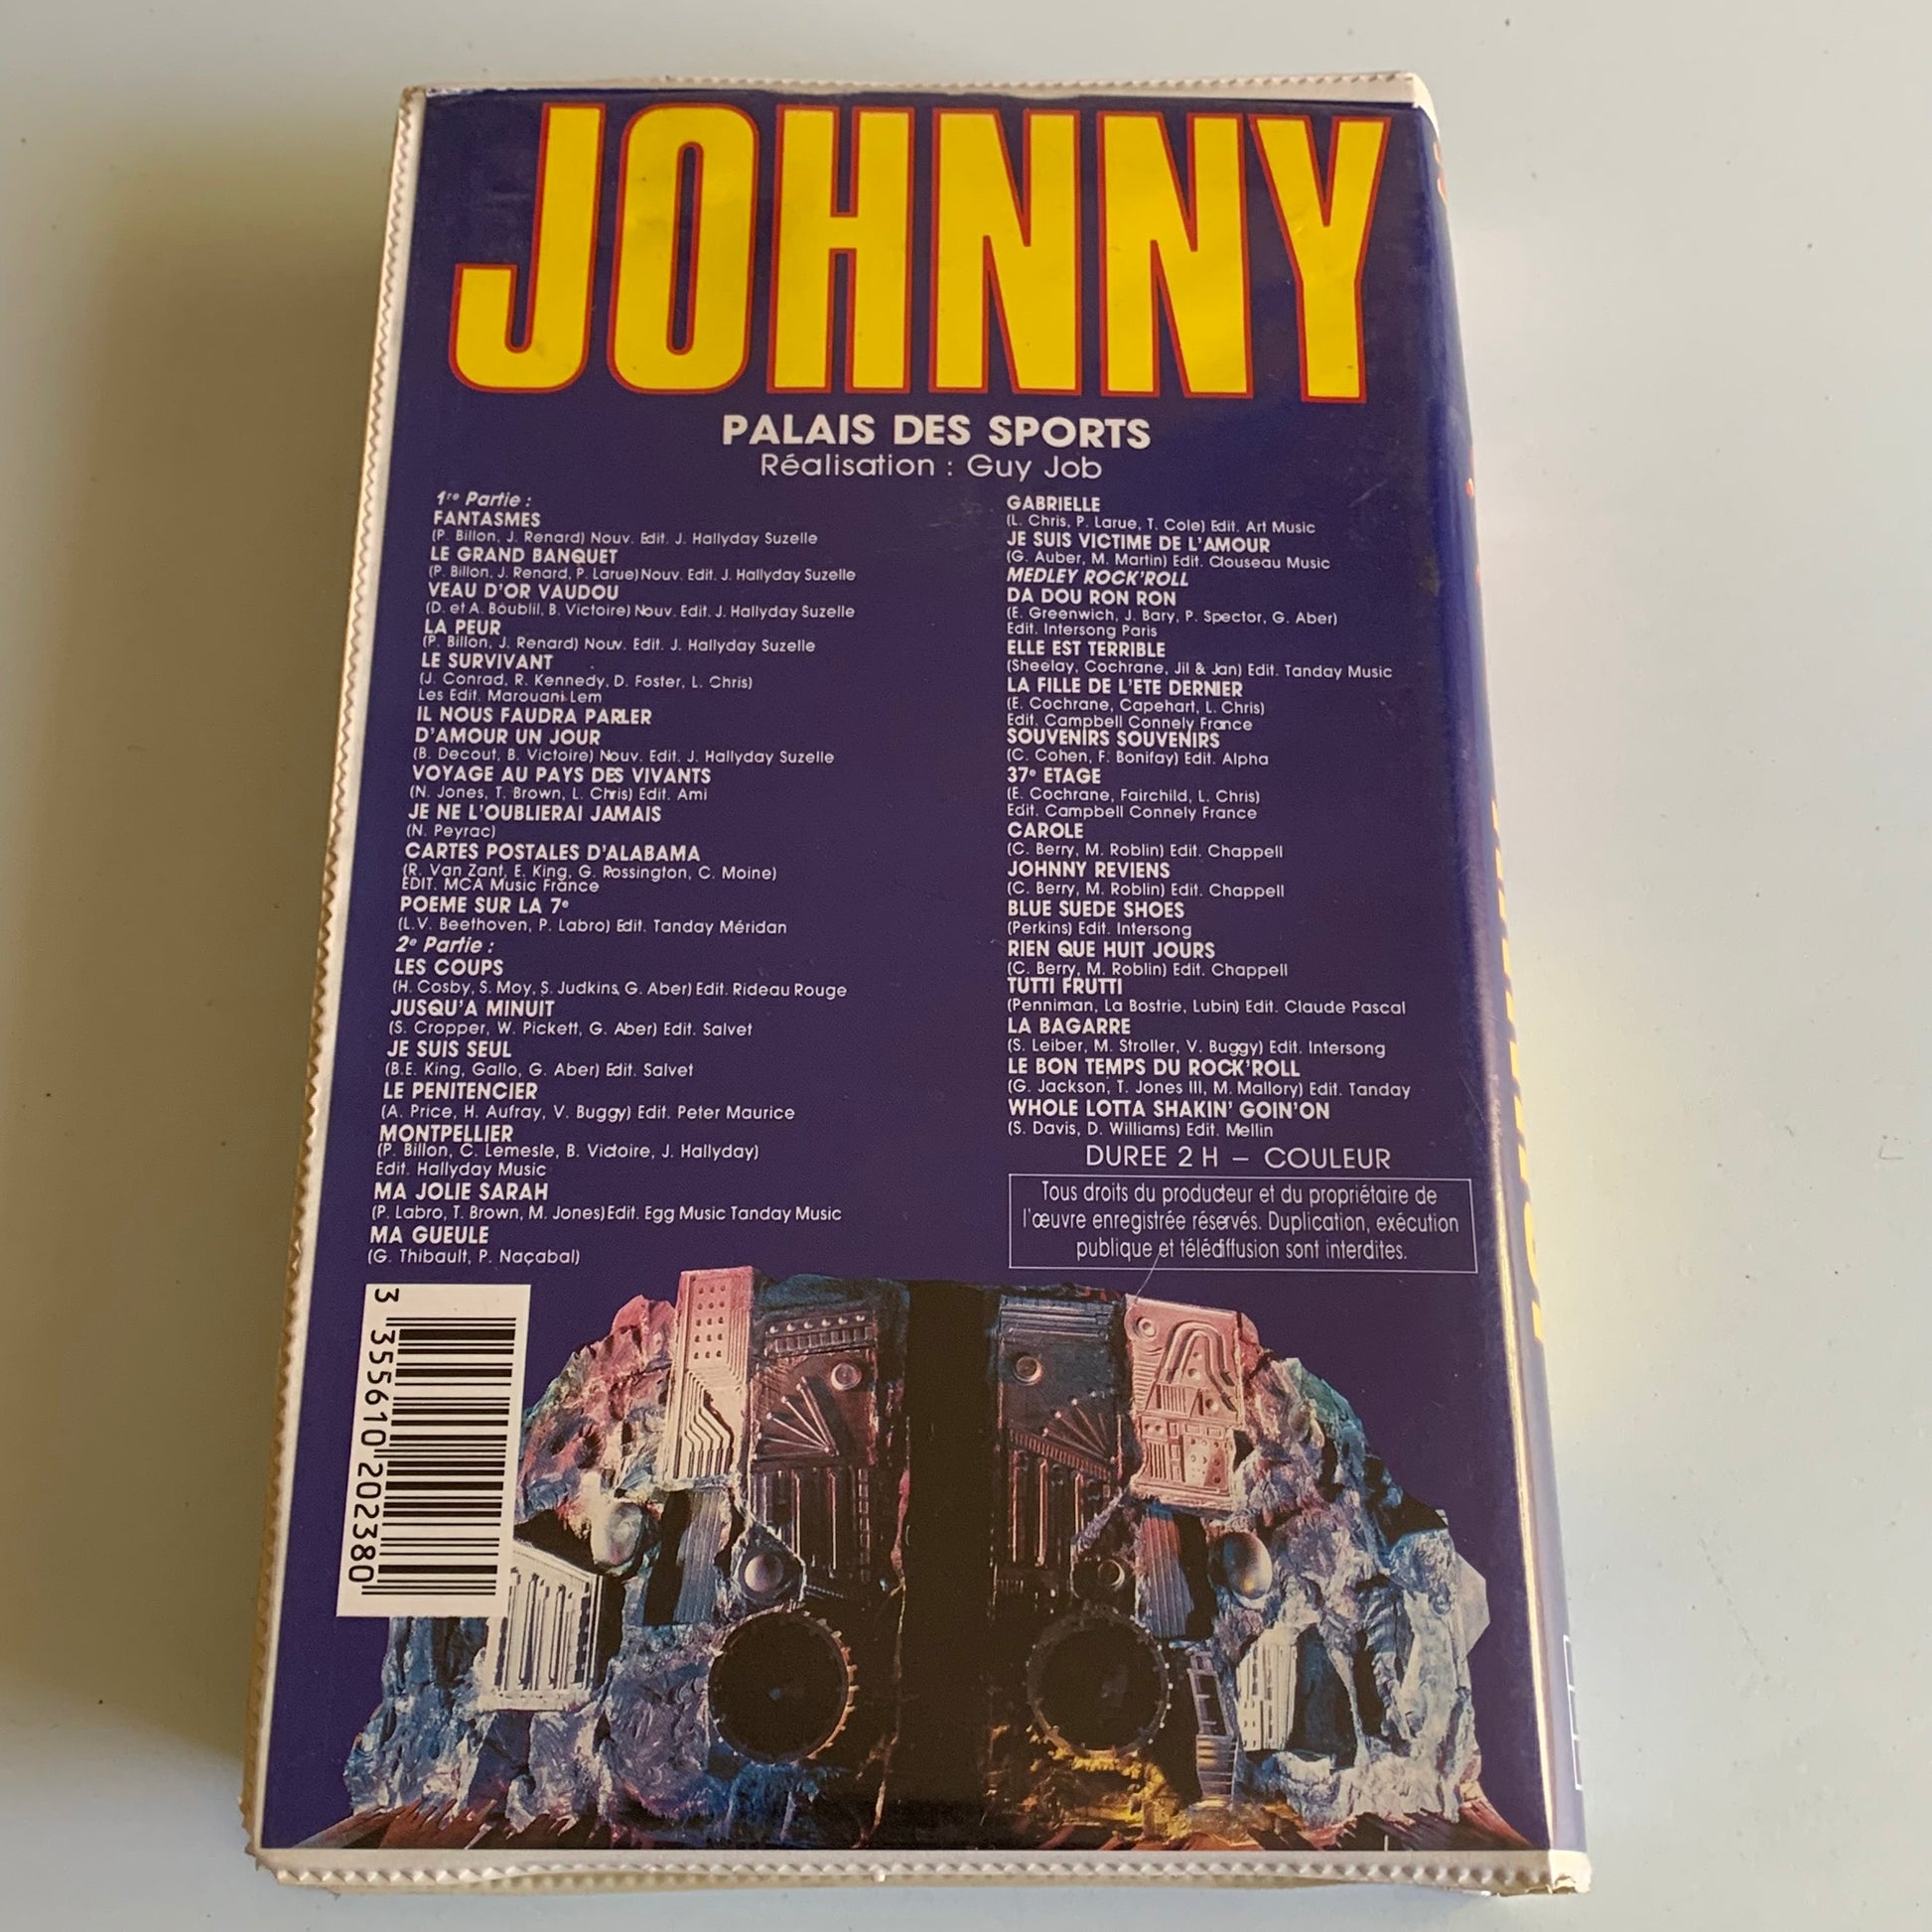 JOHNNY
PALAIS DES SPORTS
Réalisation : Guy Job
1re Partie :
FANTASMES
(P. Billon, J. Renard) Nouv. Edit. J. Hallyday Suzelle
LE GRAND BANQUET
(P. Billon, J. Renard, P. Larue) Nouv. Edit. J. Hallyday Suzelle
VEAU D'OR VAUDOU
(D. et A. Boublil, B. Victoire) Nouv. Edit. J. Hallyday Suzelle
LA PEUR
(P. Billon, J. Renard) Nouv. Edit. J. Hallyday Suzelle
LE SURVIVANT
(J. Conrad, R. Kennedy, D. Foster, L. Chris)
Les Edit. Marouani Lem
IL NOUS FAUDRA PARLER
D'AMOUR UN JOUR
(B. Decout, B. Victoire) Nouv. Edit. J. Hallyday Suzelle
VOYAGE AU PAYS DES VIVANTS
(N. Jones, T. Brown, L. Chris) Edit. Ami
JE NE L'OUBLIERAI JAMAIS
(N. Peyrac)
CARTES POSTALES D'ALABAMA
(R. Van Zant, E. King, G. Rossington, C. Moine)
EDIT. MCA Music France
POEME SUR LA 7e
(L.V. Beethoven, P. Labro) Edit. Tanday Méridan
2e Partie :
LES COUPS
(H. Cosby, S. Moy, S. Judkins, G. Aber) Edit. Rideau Rouge
JUSQU'A MINUIT
(S. Cropper, W. Pickett, G. Aber) Edit. Salvet
JE SUIS SEUL
(B.E. King, Gallo, G. Aber) Edit. Salvet
LE PENITENCIER
(A. Price, H. Aufray, V. Buggy) Edit. Peter Maurice
MONTPELLIER
(P. Billon, C. Lemesle, B. Victoire, J. Hallyday)
Edit. Hallyday Music
MA JOLIE SARAH
(P. Labro, T. Brown, M. Jones) Edit. Egg Music Tanday Music
MA GUEULE
(G. Thibault, P. Naçabal)
GABRIELLE
(L. Chris, P. Larue, T. Cole) Edit. Art Music
JE SUIS VICTIME DE L'AMOUR
(G. Auber, M. Martin) Edit. Clouseau Music
MEDLEY ROCK'ROLL
DA DOU RON RON
(E. Greenwich, J. Bary, P. Spector, G. Aber)
Edit. Intersong Paris
ELLE EST TERRIBLE
(Sheelay, Cochrane, Jil & Jan) Edit. Tanday Music
LA FILLE DE L'ETE DERNIER
(E. Cochrane, Capehart, L. Chris)
Edit. Campbell Connely France
SOUVENIRS SOUVENIRS
(C. Cohen, F. Bonifay) Edit. Alpha
37e ETAGE
(E. Cochrane, Fairchild, L. Chris)
Edit. Campbell Connely France
CAROLE
(C. Berry, M. Roblin) Edit. Chappell
JOHNNY REVIENS
(C. Berry, M. Roblin) Edit. Chappell
BLUE SUEDE SHOES
(Perkins) Edit. Intersong
RIEN QUE HUIT JOURS
(C. Berry, M. Roblin) Edit. Chappell
TUTTI FRUTTI
(Penniman, La Bostrie, Lubin) Edit. Claude Pascal
LA BAGARRE
(S. Leiber, M. Stroller, V. Buggy) Edit. Intersong
LE BON TEMPS DU ROCK'ROLL
(G. Jackson, T. Jones III, M. Mallory) Edit. Tanday
WHOLE LOTTA SHAKIN' GOIN'ON
(S. Davis, D. Williams) Edit. Mellin
DUREE 2 H – COULEUR
Tous droits du producteur et du propriétaire de
l'œuvre enregistrée réservés. Duplication, exécution
publique et télédiffusion sont interdites.
3 355610 202380